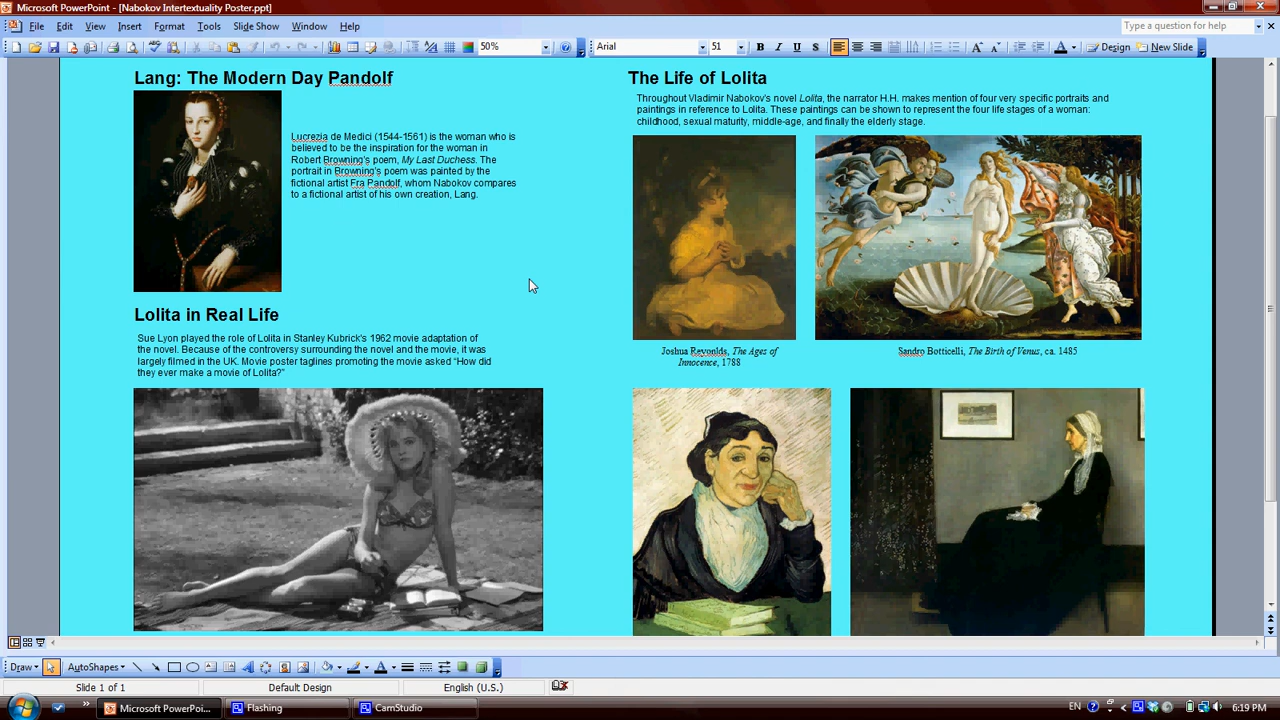 Microsoft PowerPoint - [Nabokov Intertextuality Poster.ppt]
File Edit View Insert Format Tools Slide Show Window Help
Type a question for help
50%
Arial
51
B I U S
A
Design
New Slide
Lang: The Modern Day Pandolf
Lucrezia de Medici (1544-1561) is the woman who is
believed to be the inspiration for the woman in
Robert Browning's poem, My Last Duchess. The
portrait in Browning's poem was painted by the
fictional artist Fra Pandolf, whom Nabokov compares
to a fictional artist of his own creation, Lang.
Lolita in Real Life
Sue Lyon played the role of Lolita in Stanley Kubrick's 1962 movie adaptation of
the novel. Because of the controversy surrounding the novel and the movie, it was
largely filmed in the UK. Movie poster taglines promoting the movie asked "How did
they ever make a movie of Lolita?"
The Life of Lolita
Throughout Vladimir Nabokov's novel Lolita, the narrator H.H. makes mention of four very specific portraits and
paintings in reference to Lolita. These paintings can be shown to represent the four life stages of a woman:
childhood, sexual maturity, middle-age, and finally the elderly stage.
Joshua Reyonlds, The Ages of
Innocence, 1788
Sandro Botticelli, The Birth of Venus, ca. 1485
Draw
AutoShapes
Slide 1 of 1
Default Design
English (U.S.)
Microsoft PowerPoi...
Flashing
CamStudio
EN
6:19 PM